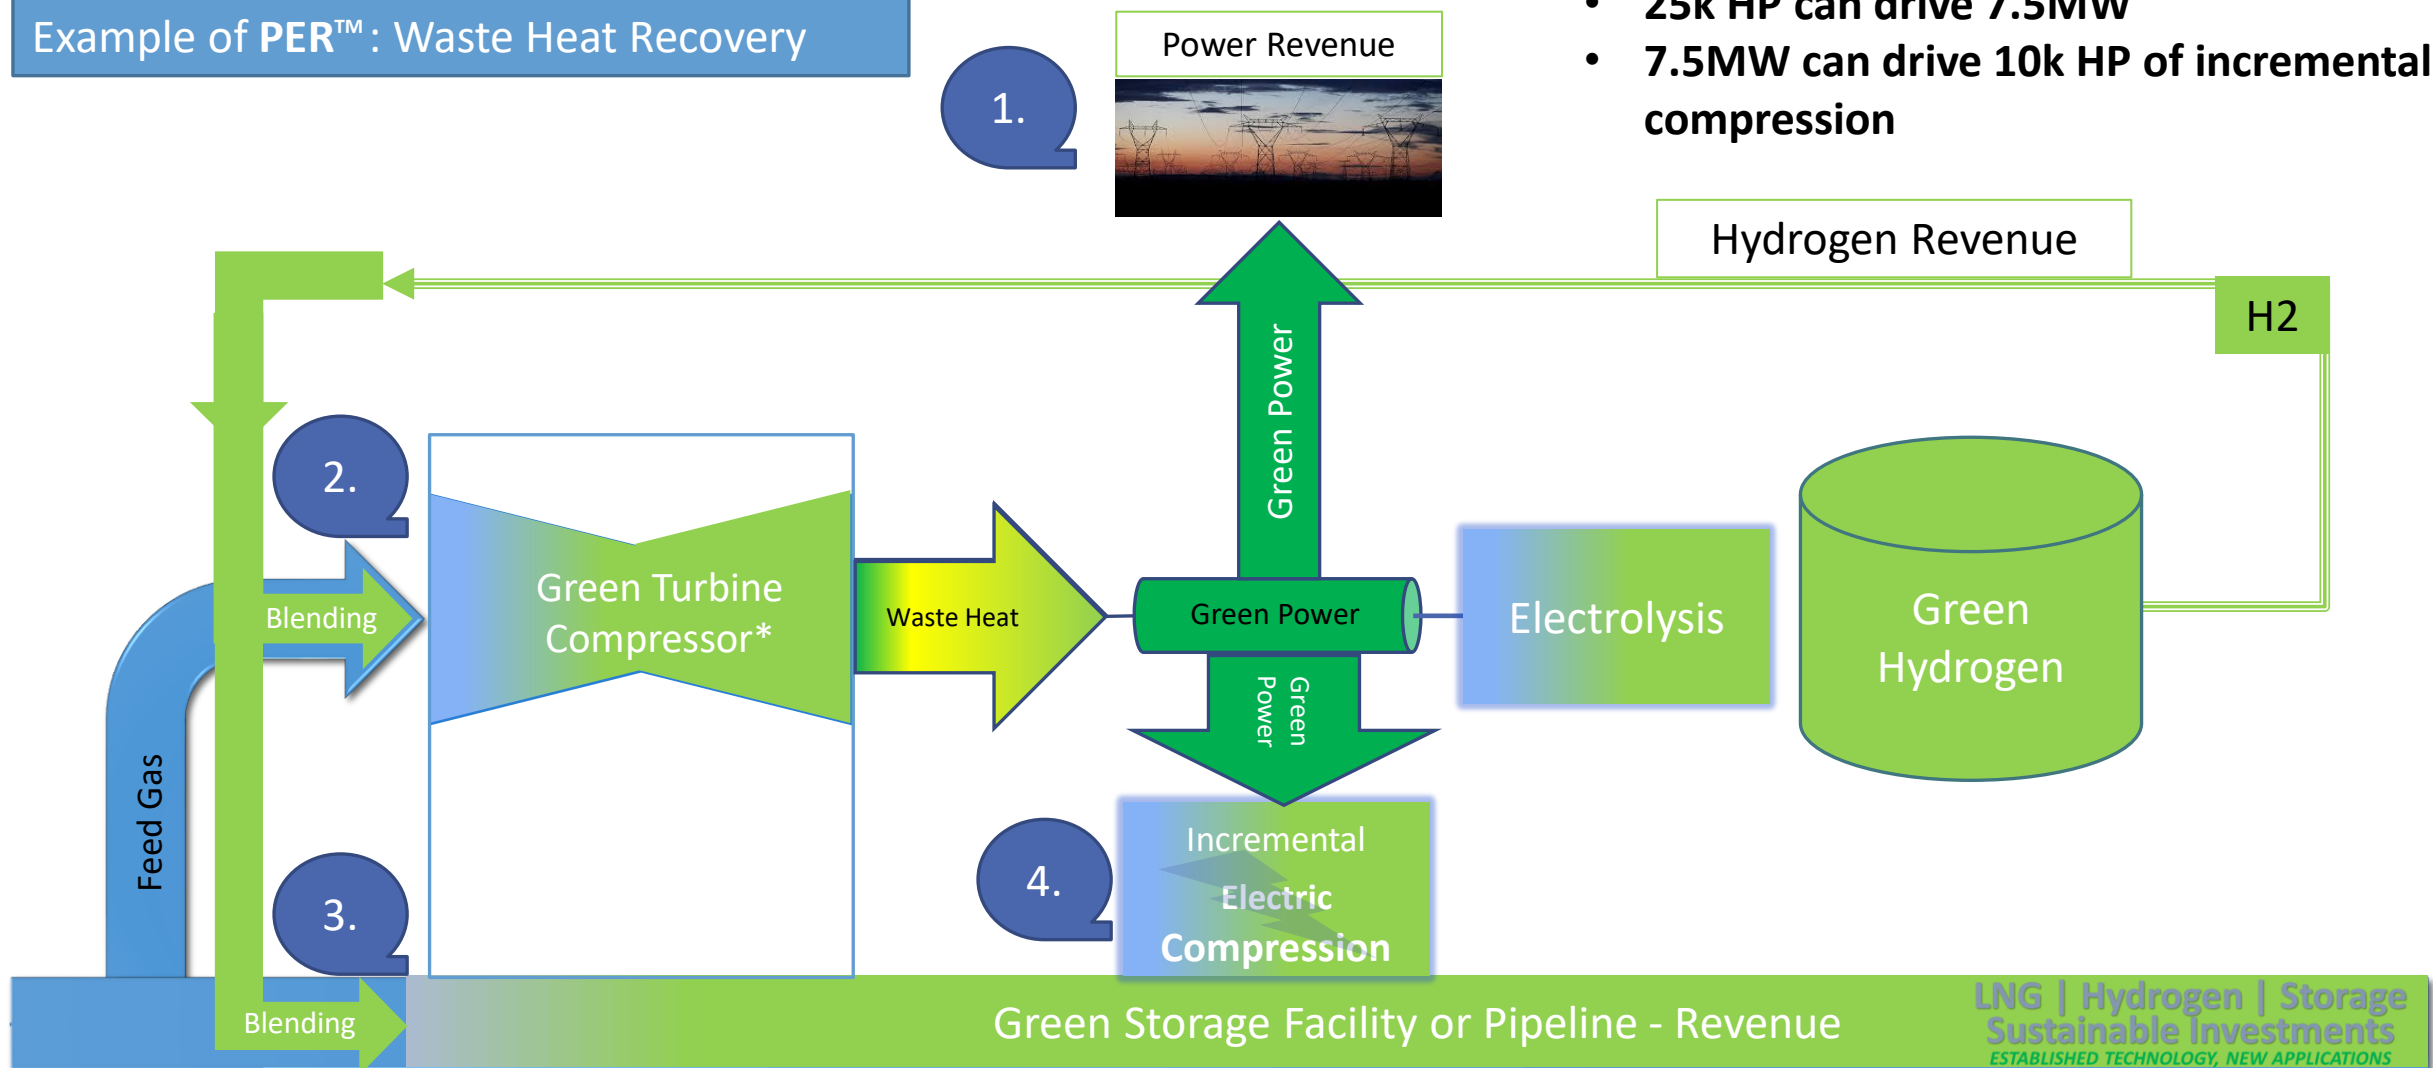 Example of PER™: Waste Heat Recovery
1.
Power Revenue
• 25k HP can drive 7.5MW
• 7.5MW can drive 10k HP of incremental
compression
Hydrogen Revenue
H2
Green Power
2.
Blending
Green Turbine
Compressor*
Waste Heat
Green Power
Electrolysis
Green
Hydrogen
Green
Power
Feed Gas
3.
4.
Incremental
Electric
Compression
Blending
Green Storage Facility or Pipeline - Revenue
LNG | Hydrogen | Storage
Sustainable Investments
ESTABLISHED TECHNOLOGY, NEW APPLICATIONS